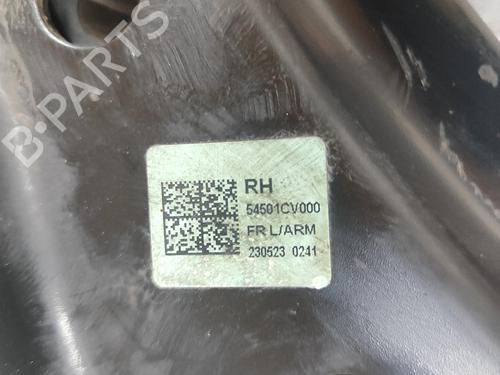 B-PARTS
RH
54501CV000
FR L/ARM
230523 0241